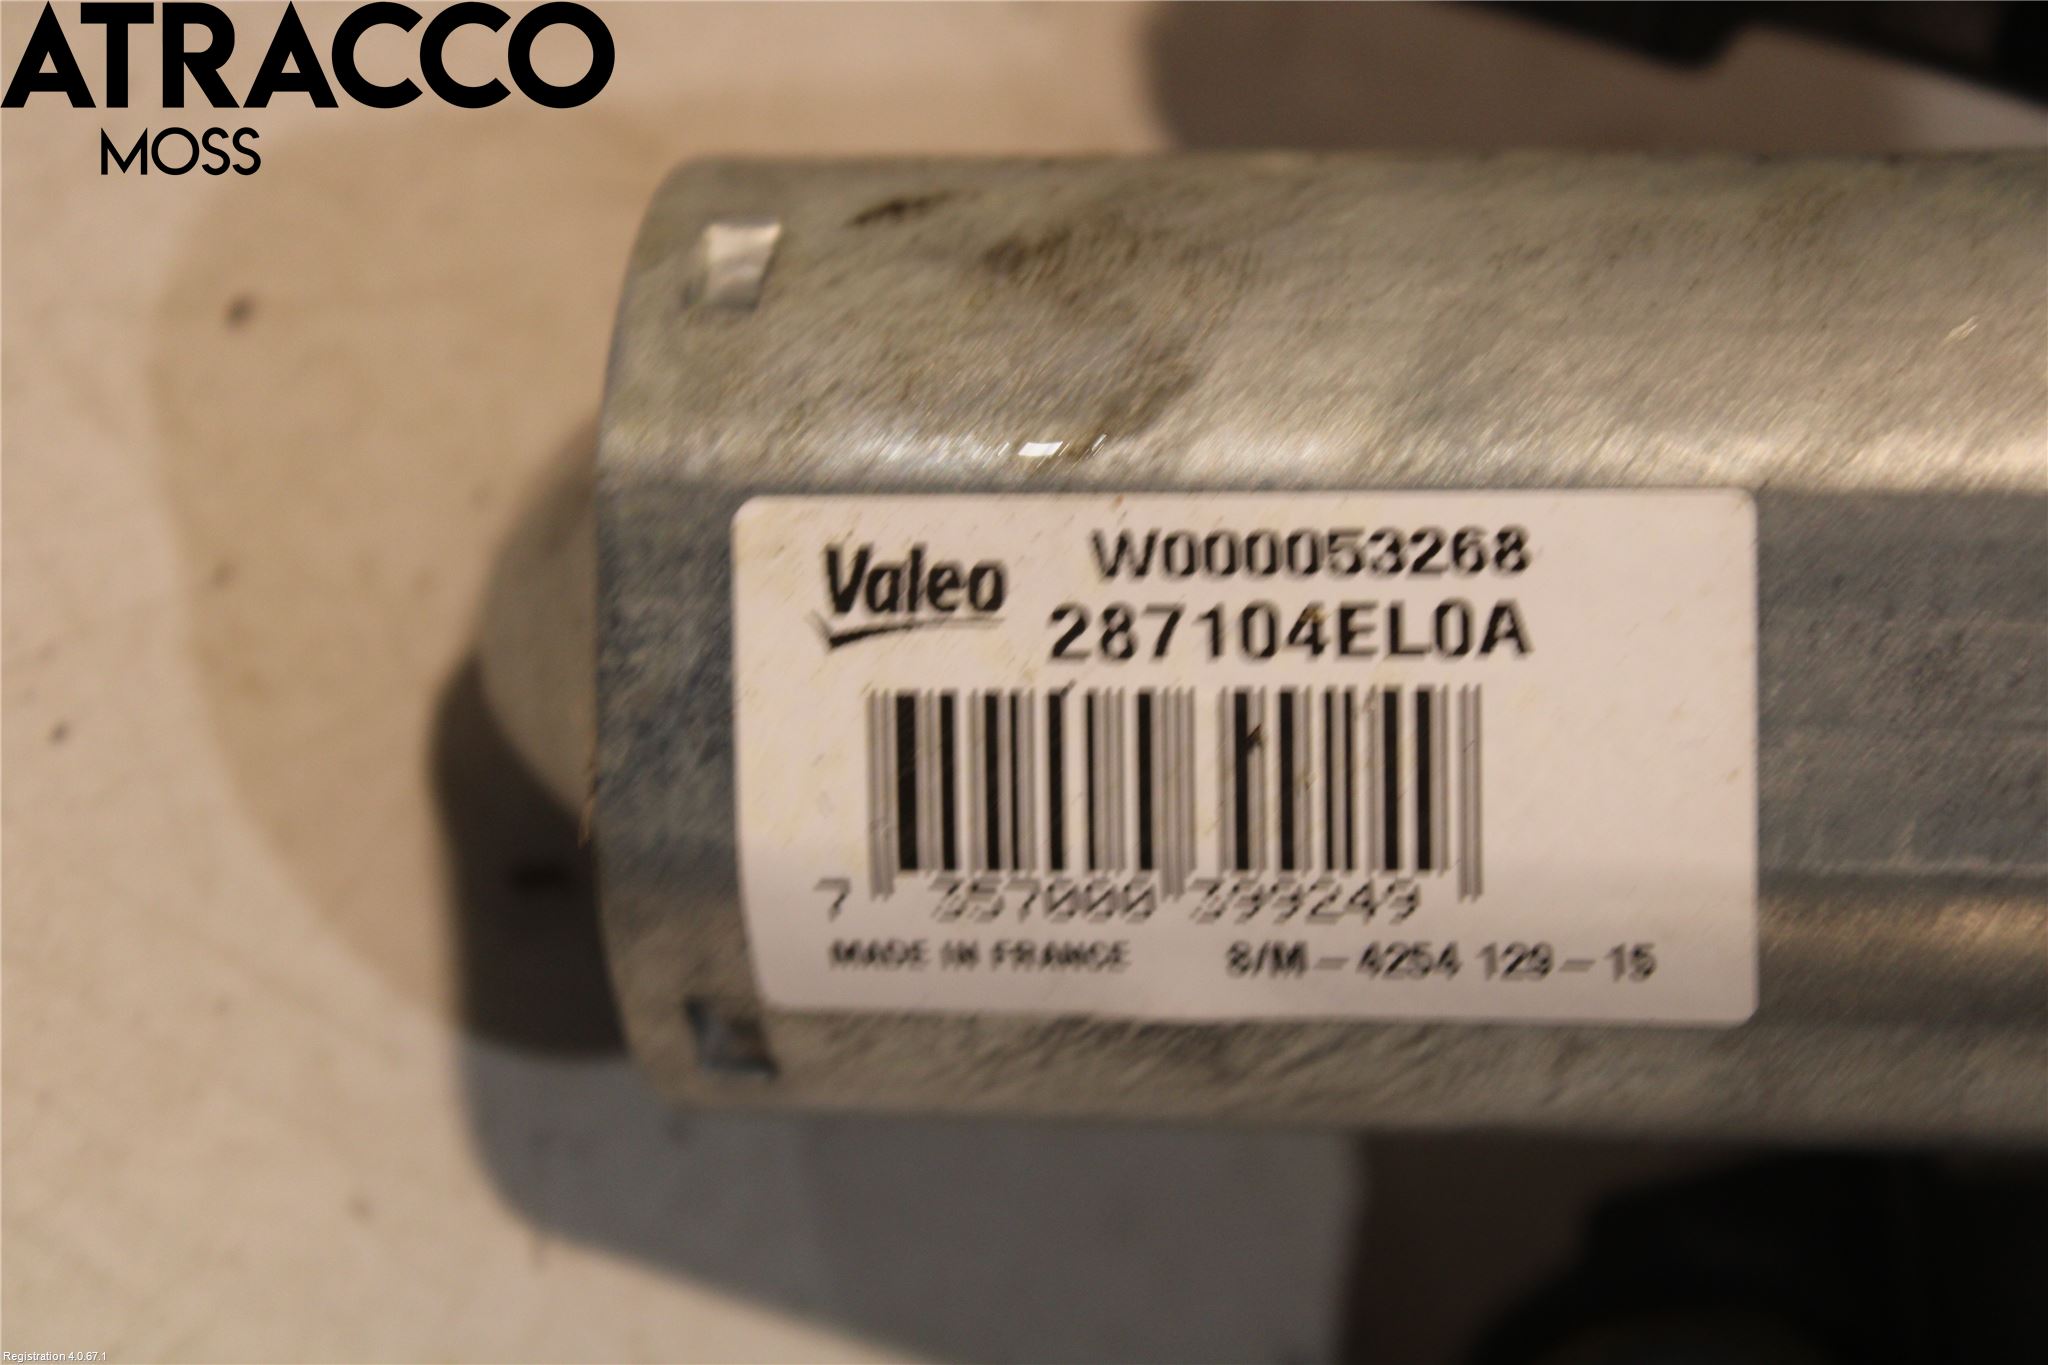 ATRACCO
MOSS
Valeo
W000053268
287104EL0A
7 357000 399249
MADE IN FRANCE 8/M-4254 129-15
Registration 4.0.67.1